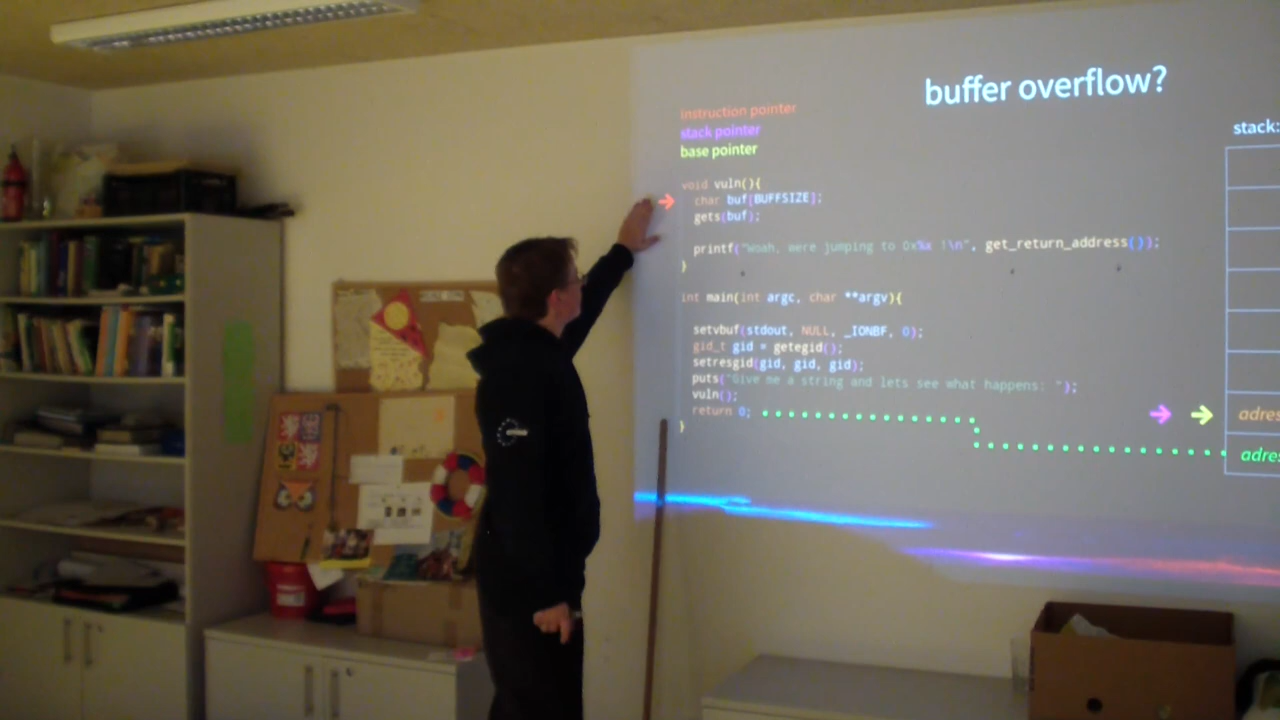 buffer overflow?
instruction pointer
stack pointer
base pointer
stack:
void vuln(){
char buf[BUFFSIZE];
gets(buf);
printf("Woah, were jumping to 0x%x !\n", get_return_address());
}
int main(int argc, char **argv){
setvbuf(stdout, NULL, _IONBF, 0);
gid_t gid = getegid();
setresgid(gid, gid, gid);
puts("Give me a string and lets see what happens: ");
vuln();
return 0;
}
adres
adres